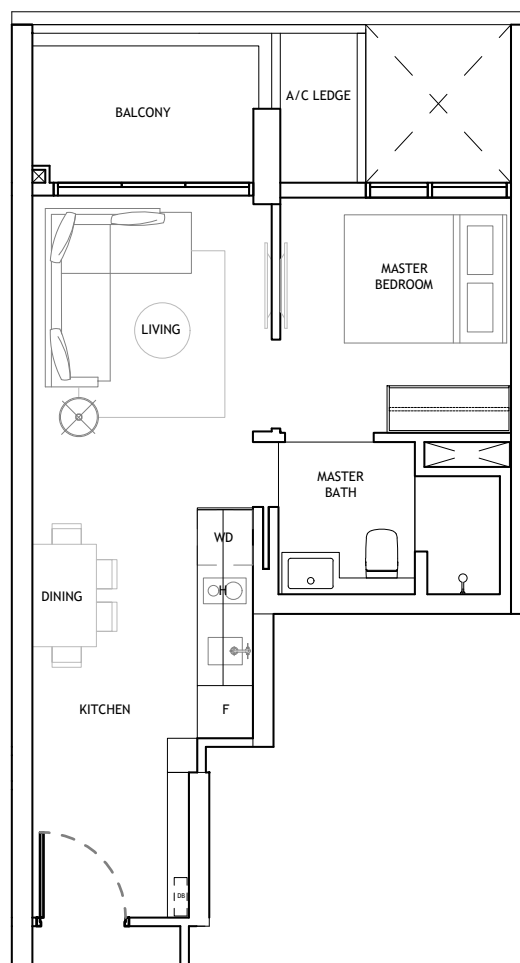 BALCONY
A/C LEDGE
MASTER
BEDROOM
LIVING
MASTER
BATH
WD
H
DINING
KITCHEN
F
DB